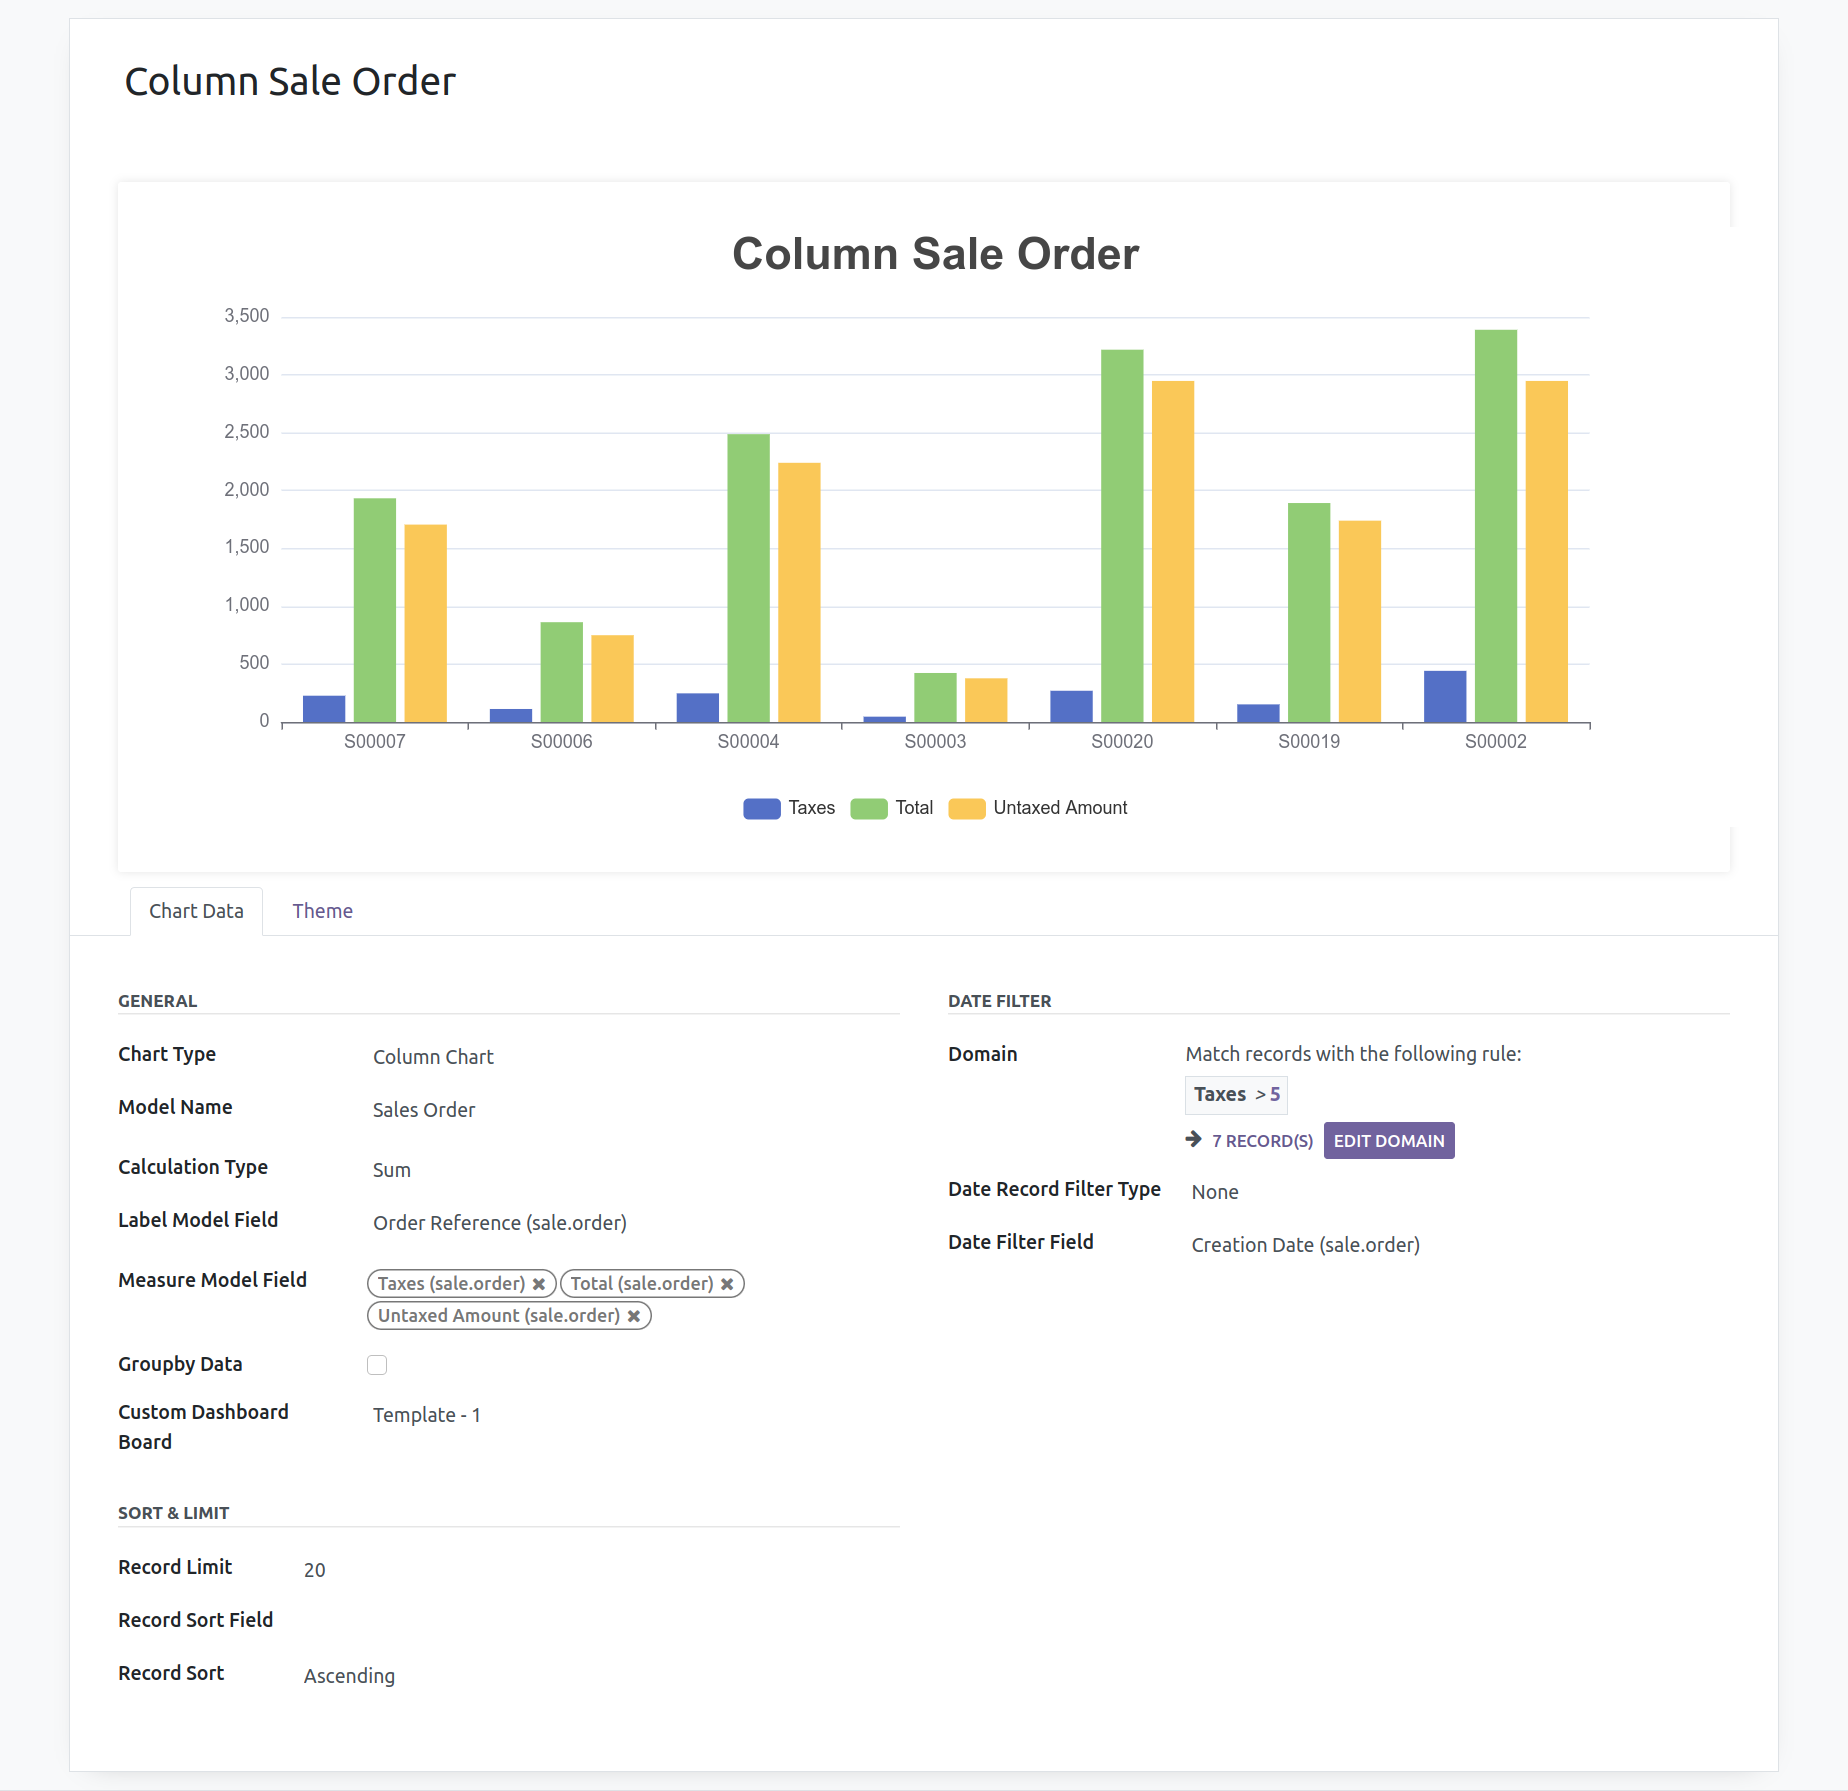 Column Sale Order
Column Sale Order
3,500
3,000
2,500
2,000
1,500
1,000
500
0
S00007 S00006 S00004 S00003 S00020 S00019 S00002
Taxes Total Untaxed Amount
Chart Data Theme
GENERAL
Chart Type Column Chart
Model Name Sales Order
Calculation Type Sum
Label Model Field Order Reference (sale.order)
Measure Model Field Taxes (sale.order) ✖ Total (sale.order) ✖
Untaxed Amount (sale.order) ✖
Groupby Data
Custom Dashboard Template - 1
Board
SORT & LIMIT
Record Limit 20
Record Sort Field
Record Sort Ascending
DATE FILTER
Domain Match records with the following rule:
Taxes > 5
7 RECORD(S) EDIT DOMAIN
Date Record Filter Type None
Date Filter Field Creation Date (sale.order)